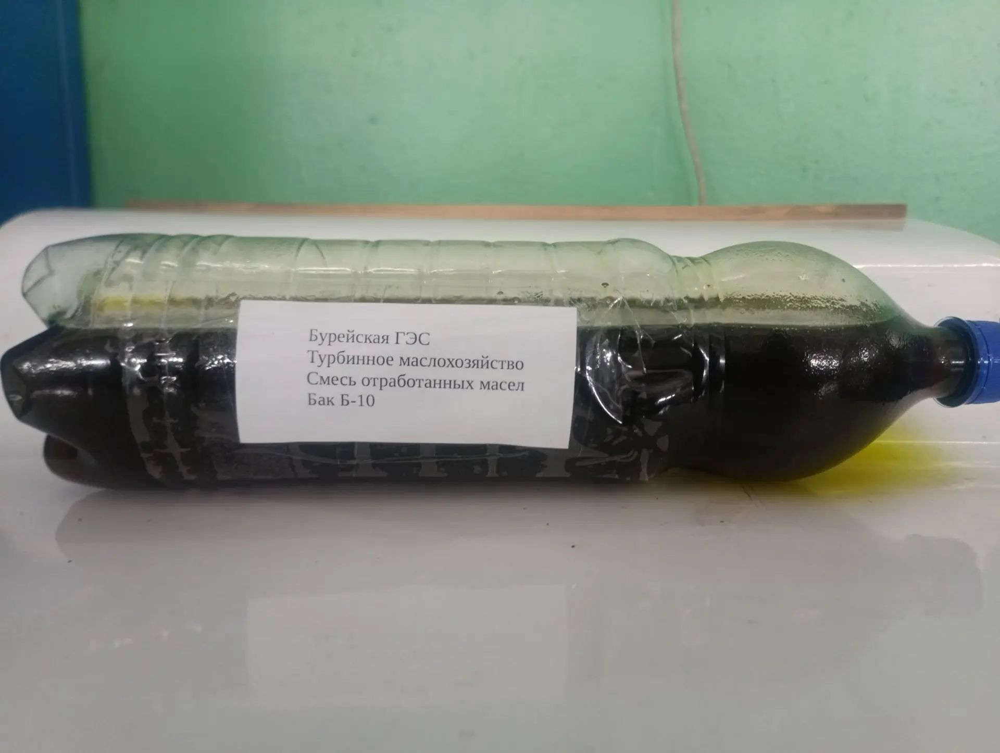 Бурейская ГЭС
Турбинное маслохозяйство
Смесь отработанных масел
Бак Б-10